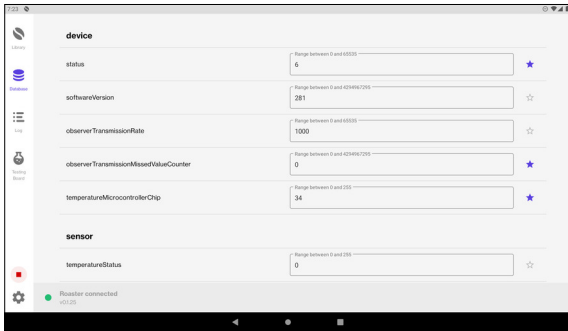 7:23
Library
Database
Log
Testing
Board
device
status
Range between 0 and 65535
6
softwareVersion
Range between 0 and 4294967295
281
observerTransmissionRate
Range between 0 and 65535
1000
observerTransmissionMissedValueCounter
Range between 0 and 4294967295
0
temperatureMicrocontrollerChip
Range between 0 and 255
34
sensor
temperatureStatus
Range between 0 and 255
0
Roaster connected